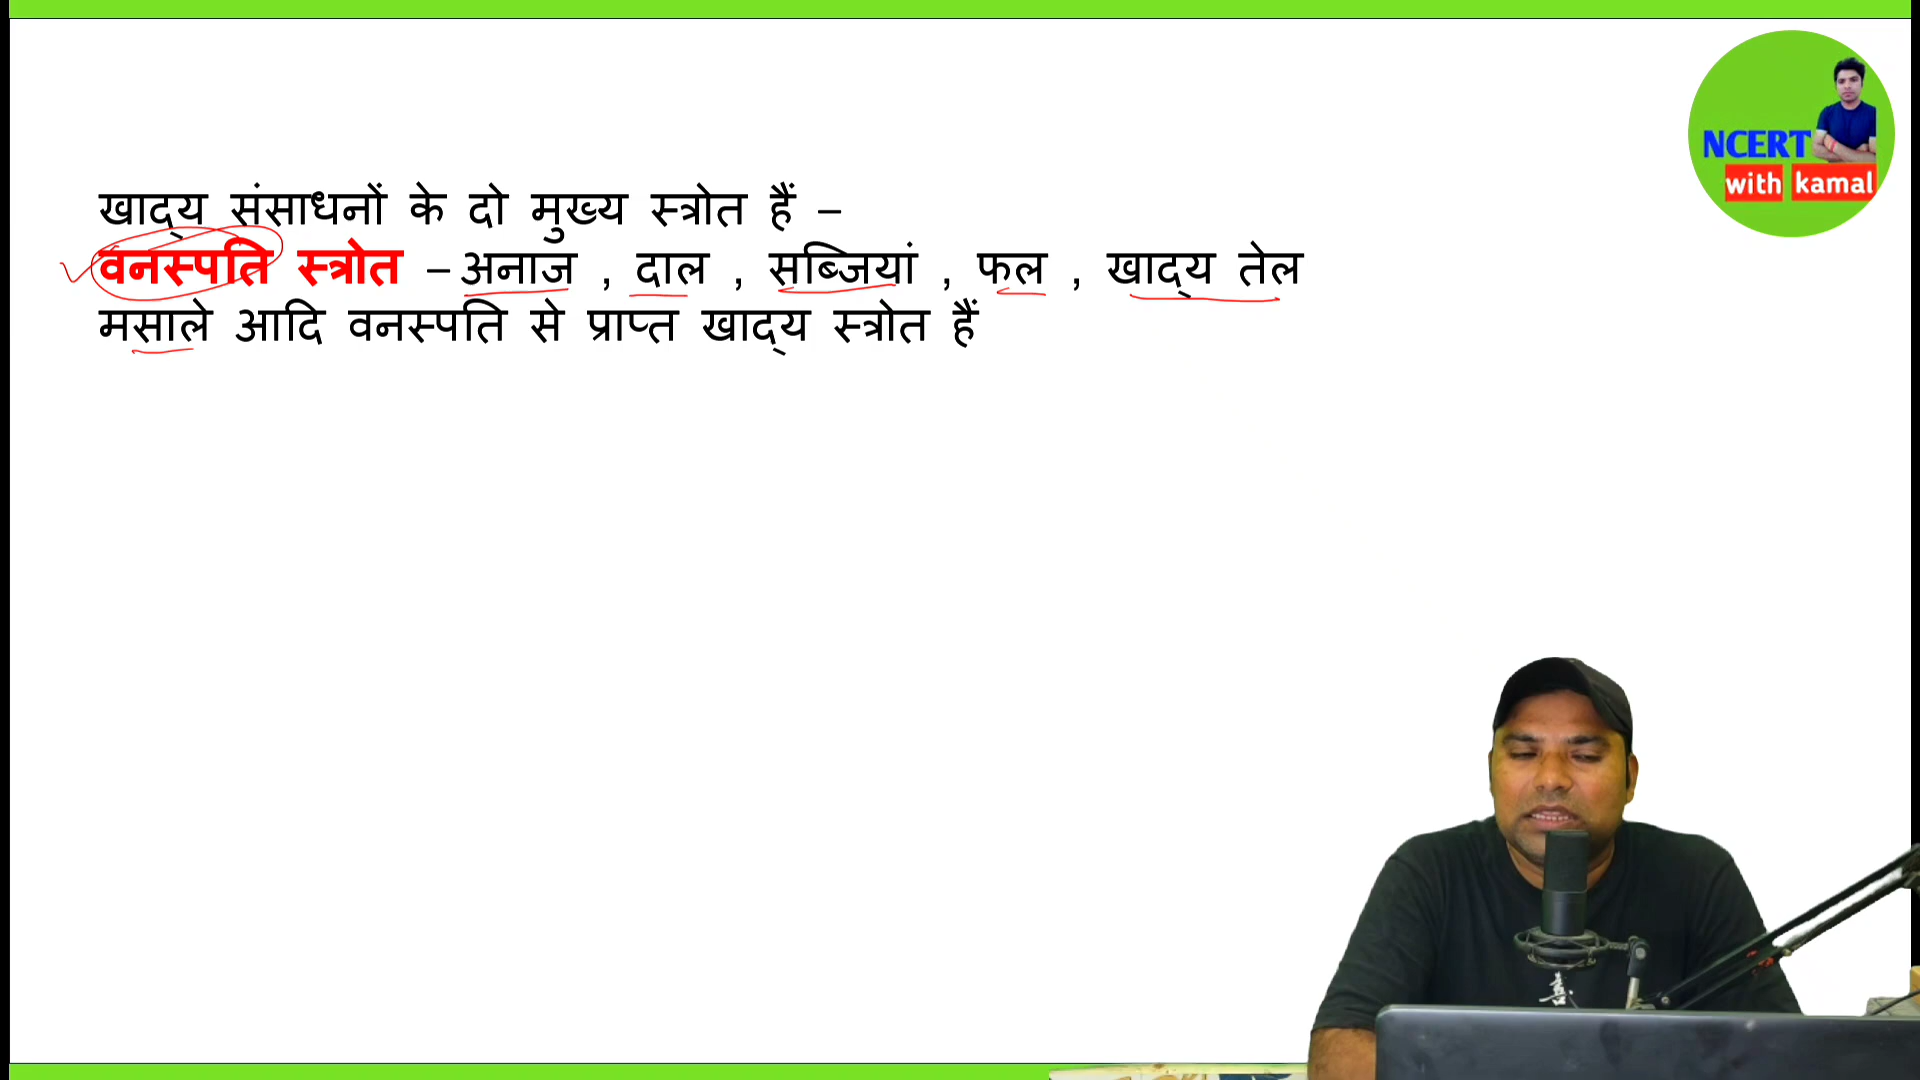 NCERT
with kamal
खाद्य संसाधनों के दो मुख्य स्त्रोत हैं –
वनस्पति स्त्रोत – अनाज , दाल , सब्जियां , फल , खाद्य तेल
मसाले आदि वनस्पति से प्राप्त खाद्य स्त्रोत हैं